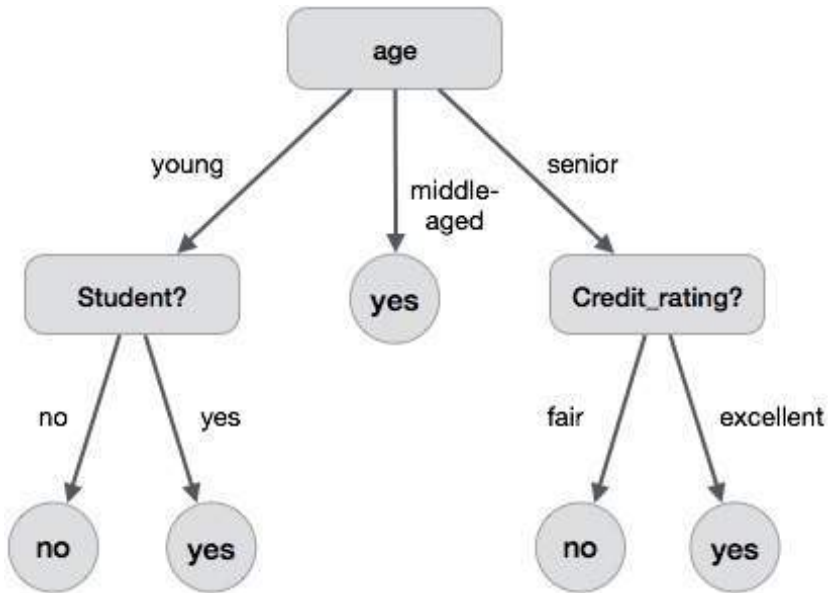 age
young
middle-
aged
senior
Student?
yes
Credit_rating?
no
yes
fair
excellent
no
yes
no
yes